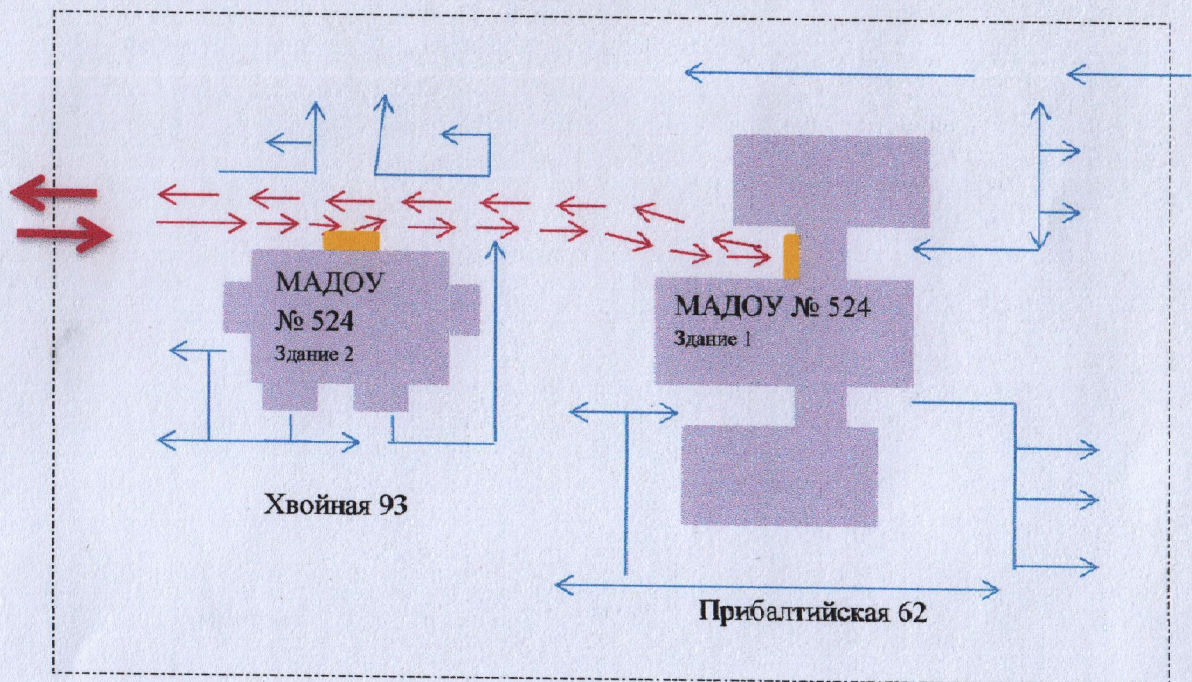 МАДОУ
№ 524
Здание 2
МАДОУ № 524
Здание 1
Хвойная 93
Прибалтийская 62